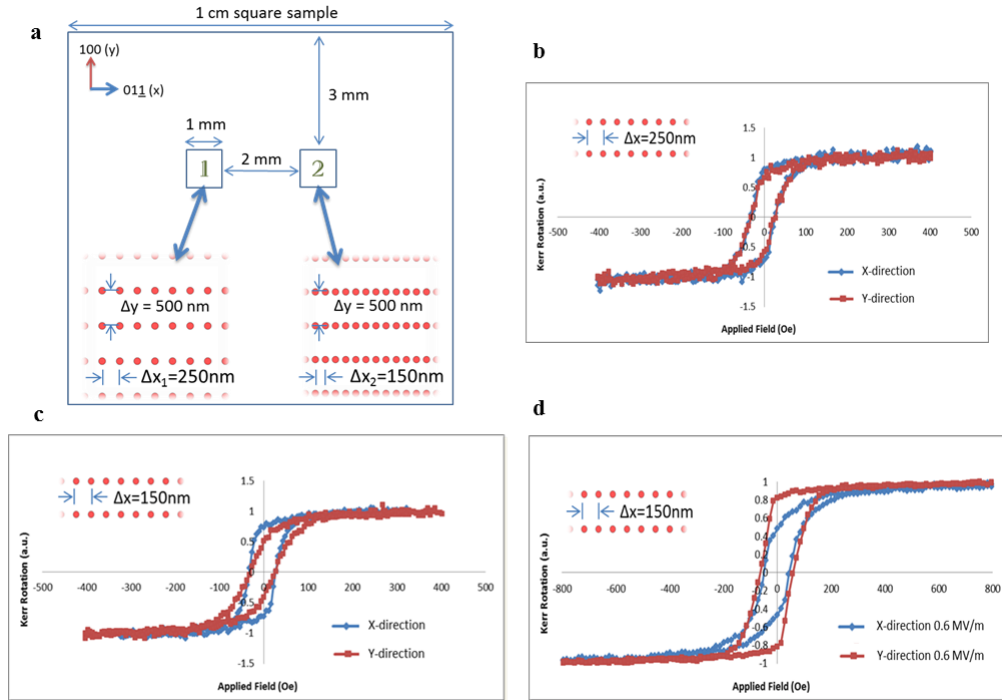 a
1 cm square sample
100 (y)
011 (x)
3 mm
1 mm
2 mm
1
2
Δy = 500 nm
Δy = 500 nm
Δx1=250nm
Δx2=150nm
b
Δx=250nm
Kerr Rotation (a.u.)
1.5
1
0.5
0
-0.5
-1
-1.5
-500 -400 -300 -200 -100 0 100 200 300 400 500
X-direction
Y-direction
Applied Field (Oe)
c
Δx=150nm
Kerr Rotation (a.u.)
1.5
1
0.5
0
0.5
-1
-1.5
-500 -400 -300 -200 -100 0 100 200 300 400 500
X-direction
Y-direction
Applied Field (Oe)
d
Δx=150nm
Kerr Rotation (a.u.)
1
0.8
0.6
0.4
0.2
0
0.2
-0.4
-0.6
-0.8
-1
-800 -600 -400 -200 0 200 400 600 800
X-direction 0.6 MV/m
Y-direction 0.6 MV/m
Applied Field (Oe)